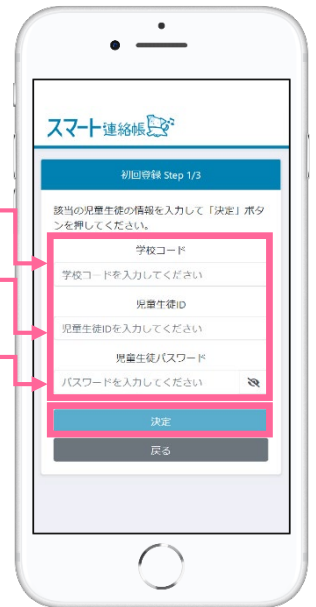 スマート連絡帳
初回登録 Step 1/3
該当の児童生徒の情報を入力して「決定」ボタ
ンを押してください。
学校コード
学校コードを入力してください
児童生徒ID
児童生徒IDを入力してください
児童生徒パスワード
パスワードを入力してください
決定
戻る